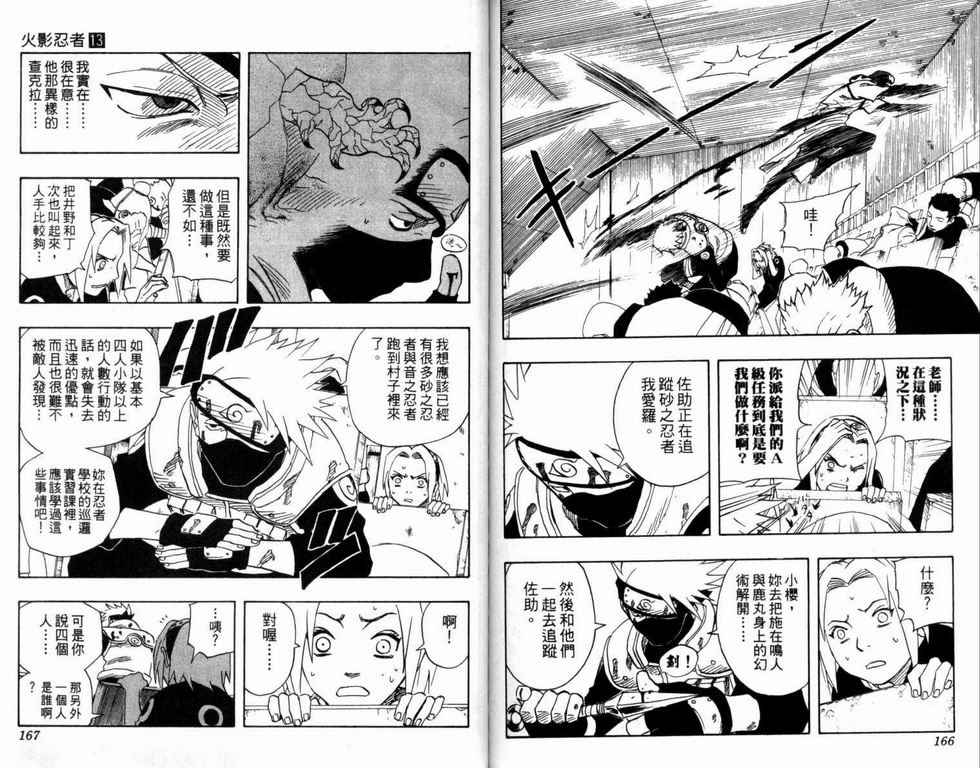 哇！
老師……
在這種狀
況之下…
你派給我們的A
級任務到底是要
我們做什麼啊？
佐助正在追
蹤砂之忍者
我愛羅。
什麼？
小櫻，
妳去把施在鳴人
與鹿丸身上的幻
術解開……
然後和他們
一起去追蹤
佐助。
劃！
166
火影忍者 13
但是既然要
做這種事，
還不如…
我實在……
很在意……
他那異樣的
查克拉……
把井野和丁
次也叫起來，
人手比較夠…
我想應該已經
有很多砂之忍
者與音之忍者
跑到村子裡來
了。
如果以基本
四人小隊以上
的人數行動的
話，就會失去
迅速的優點，
而且也很難不
被敵人發現…
妳在忍者
學校的巡邏
實習課裡，
應該學過這
些事情吧！
啊！
對喔……
…咦？
可是你
說四個
人……
那另外
一個人
是誰啊
？
167